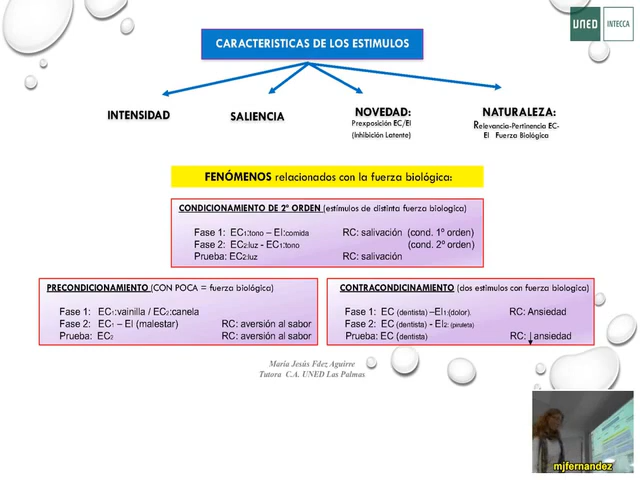 UNED INTECCA
CARACTERISTICAS DE LOS ESTIMULOS
INTENSIDAD
SALIENCIA
NOVEDAD:
Prexposición EC/EI
(Inhibición Latente)
NATURALEZA:
Relevancia-Pertinencia EC-
EI Fuerza Biológica
FENÓMENOS relacionados con la fuerza biológica:
CONDICIONAMIENTO DE 2º ORDEN (estímulos de distinta fuerza biologica)
Fase 1: EC1:tono – EI:comida RC: salivación (cond. 1º orden)
Fase 2: EC2:luz - EC1:tono (cond. 2º orden)
Prueba: EC2:luz RC: salivación
PRECONDICIONAMIENTO (CON POCA = fuerza biológica)
Fase 1: EC1:vainilla / EC2:canela
Fase 2: EC1 – EI (malestar) RC: aversión al sabor
Prueba: EC2 RC: aversión al sabor
CONTRACONDICINAMIENTO (dos estimulos con fuerza biologica)
Fase 1: EC (dentista) –EI1:(dolor). RC: Ansiedad
Fase 2: EC (dentista) - EI2: (piruleta)
Prueba: EC (dentista) RC: ↓ansiedad
María Jesús Fdez Aguirre
Tutora C.A. UNED Las Palmas
mjfernandez